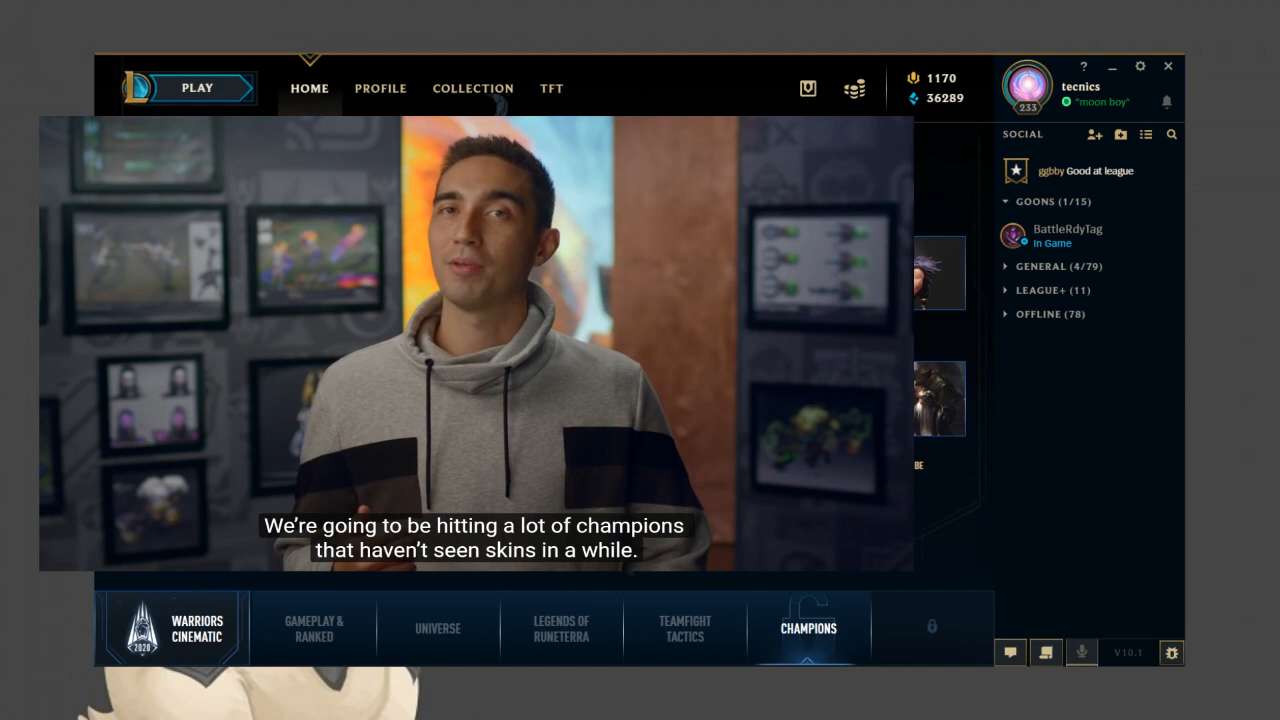 PLAY
HOME
PROFILE
COLLECTION
TFT
1170
36289
?
233
tecnics
"moon boy"
SOCIAL
ggbby Good at league
GOONS (1/15)
BattleRdyTag
In Game
GENERAL (4/79)
LEAGUE+ (11)
OFFLINE (78)
We're going to be hitting a lot of champions
that haven't seen skins in a while.
BE
WARRIORS
CINEMATIC
2020
GAMEPLAY &
RANKED
UNIVERSE
LEGENDS OF
RUNETERRA
TEAMFIGHT
TACTICS
CHAMPIONS
V10.1